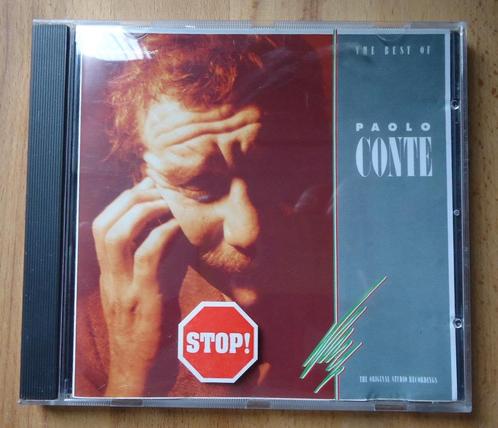 THE BEST OF
PAOLO
CONTE
STOP!
THE ORIGINAL STUDIO RECORDINGS